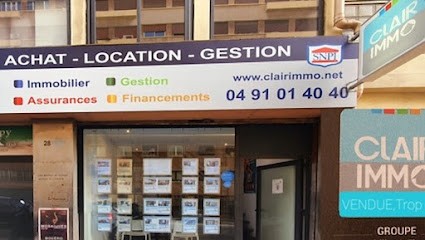 ACHAT - LOCATION - GESTION
SNPI
Immobilier
Gestion
www.clairimmo.net
Assurances
Financements
04 91 01 40 40
CLAIR
IMMO
28
CLAIR
IMMO
VENDUE, Trop
GROUPE